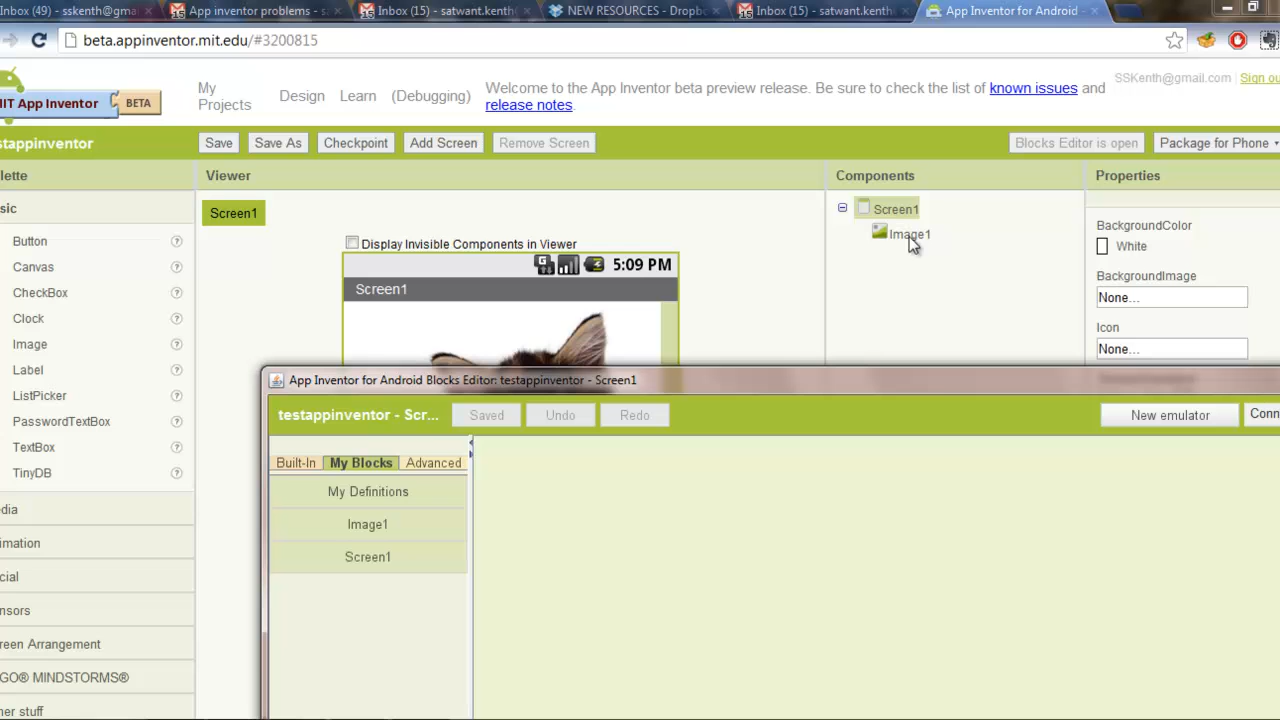 Inbox (49) - sskenth@gma
App inventor problems - sa
Inbox (15) - satwant.kenth
NEW RESOURCES - Dropbo
Inbox (15) - satwant.kenth
App Inventor for Android -
beta.appinventor.mit.edu/#3200815
SSKenth@gmail.com | Sign ou
MIT App Inventor BETA
My Projects
Design
Learn
(Debugging)
Welcome to the App Inventor beta preview release. Be sure to check the list of known issues and
release notes.
stappinventor
Save
Save As
Checkpoint
Add Screen
Remove Screen
Blocks Editor is open
Package for Phone
lette
Viewer
Components
Properties
sic
Button
Canvas
CheckBox
Clock
Image
Label
ListPicker
PasswordTextBox
TextBox
TinyDB
dia
imation
cial
nsors
reen Arrangement
GO® MINDSTORMS®
her stuff
Screen1
Display Invisible Components in Viewer
5:09 PM
Screen1
Screen1
Image1
BackgroundColor
White
BackgroundImage
None...
Icon
None...
App Inventor for Android Blocks Editor: testappinventor - Screen1
testappinventor - Scr...
Saved
Undo
Redo
New emulator
Conn
Built-In
My Blocks
Advanced
My Definitions
Image1
Screen1